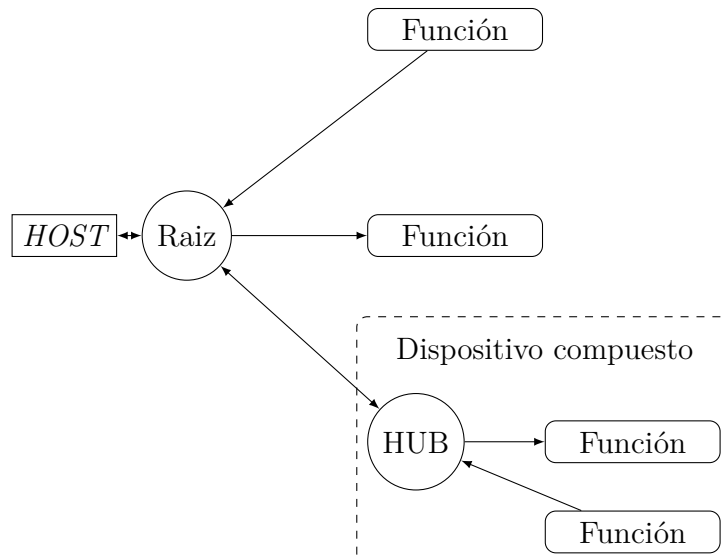 Función
HOST
Raiz
Función
Dispositivo compuesto
HUB
Función
Función